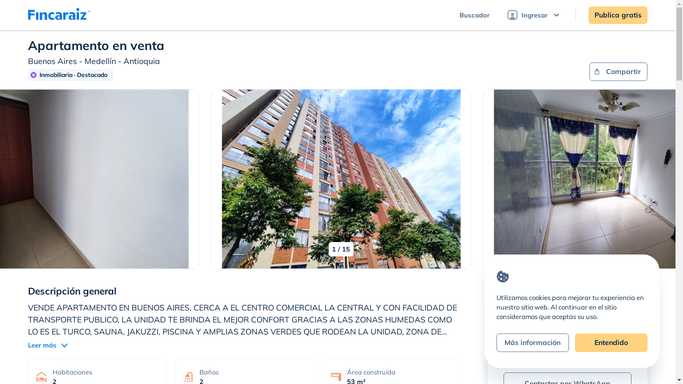 Fincaraiz
Buscador
Ingresar
Publica gratis
Apartamento en venta
Buenos Aires - Medellín - Antioquia
Inmobiliaria · Destacado
Compartir
1 / 15
Descripción general
VENDE APARTAMENTO EN BUENOS AIRES, CERCA A EL CENTRO COMERCIAL LA CENTRAL Y CON FACILIDAD DE
TRANSPORTE PUBLICO, LA UNIDAD TE BRINDA EL MEJOR CONFORT GRACIAS A LAS ZONAS HUMEDAS COMO
LO ES EL TURCO, SAUNA, JAKUZZI, PISCINA Y AMPLIAS ZONAS VERDES QUE RODEAN LA UNIDAD, ZONA DE...
Leer más
Habitaciones
2
Baños
2
Área construida
53 m²
Utilizamos cookies para mejorar tu experiencia en
nuestro sitio web. Al continuar en el sitio
consideramos que aceptas su uso.
Más información
Entendido
Contactar por WhatsApp